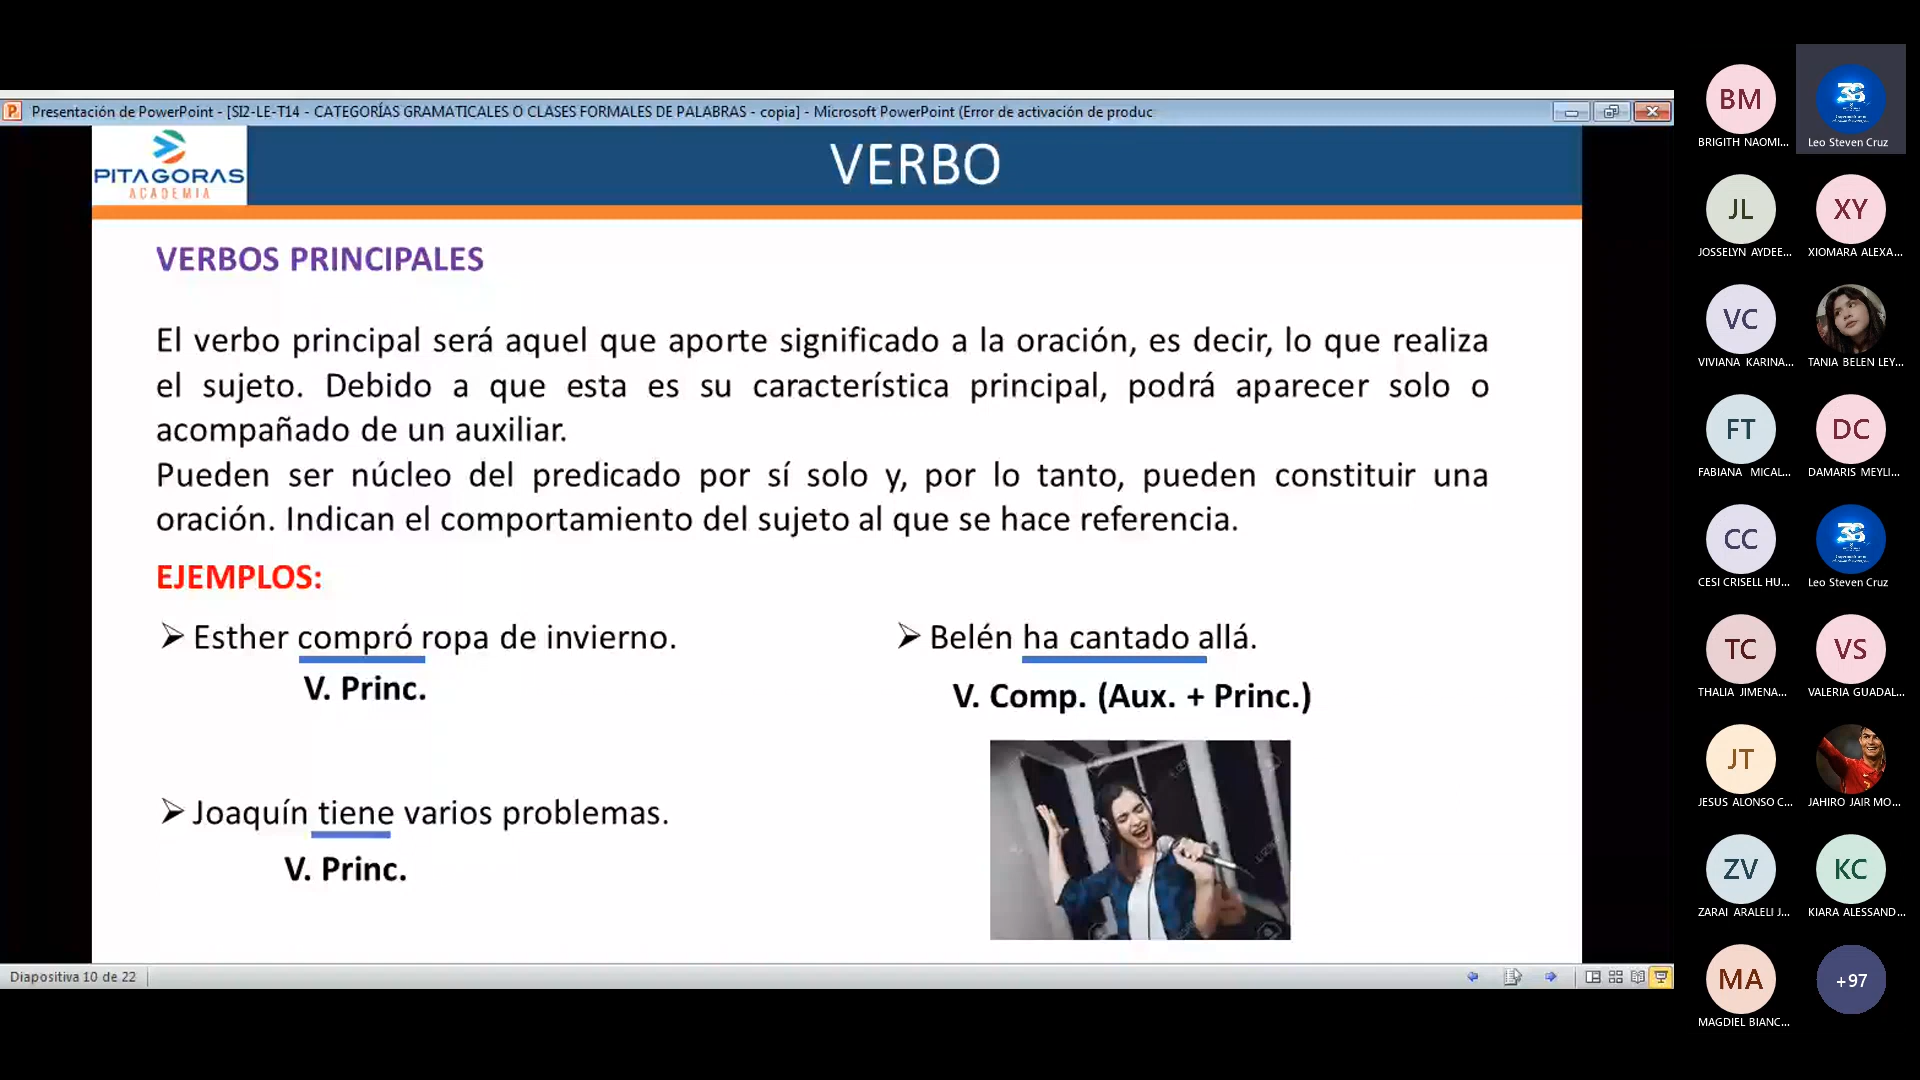 Presentación de PowerPoint - [SI2-LE-T14 - CATEGORÍAS GRAMATICALES O CLASES FORMALES DE PALABRAS - copia] - Microsoft PowerPoint (Error de activación de produc
PITAGORAS
ACADEMIA
VERBO
VERBOS PRINCIPALES
El verbo principal será aquel que aporte significado a la oración, es decir, lo que realiza
el sujeto. Debido a que esta es su característica principal, podrá aparecer solo o
acompañado de un auxiliar.
Pueden ser núcleo del predicado por sí solo y, por lo tanto, pueden constituir una
oración. Indican el comportamiento del sujeto al que se hace referencia.
EJEMPLOS:
Esther compró ropa de invierno.
V. Princ.
Belén ha cantado allá.
V. Comp. (Aux. + Princ.)
Joaquín tiene varios problemas.
V. Princ.
Diapositiva 10 de 22
BM
BRIGITH NAOMI...
Leo Steven Cruz
JL
JOSSELYN AYDEE...
XY
XIOMARA ALEXA...
VC
VIVIANA KARINA...
TANIA BELEN LEY...
FT
FABIANA MICAL...
DC
DAMARIS MEYLI...
CC
CESI CRISELL HU...
Leo Steven Cruz
TC
THALIA JIMENA...
VS
VALERIA GUADAL...
JT
JESUS ALONSO C...
JAHIRO JAIR MO...
ZV
ZARAI ARALELI J...
KC
KIARA ALESSAND...
MA
MAGDIEL BIANC...
+97